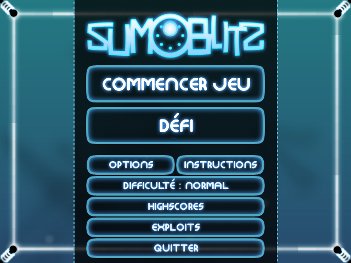 SUMOBLITZ
COMMENCER JEU
DÉFI
OPTIONS INSTRUCTIONS
DIFFICULTÉ : NORMAL
HIGHSCORES
EXPLOITS
QUITTER